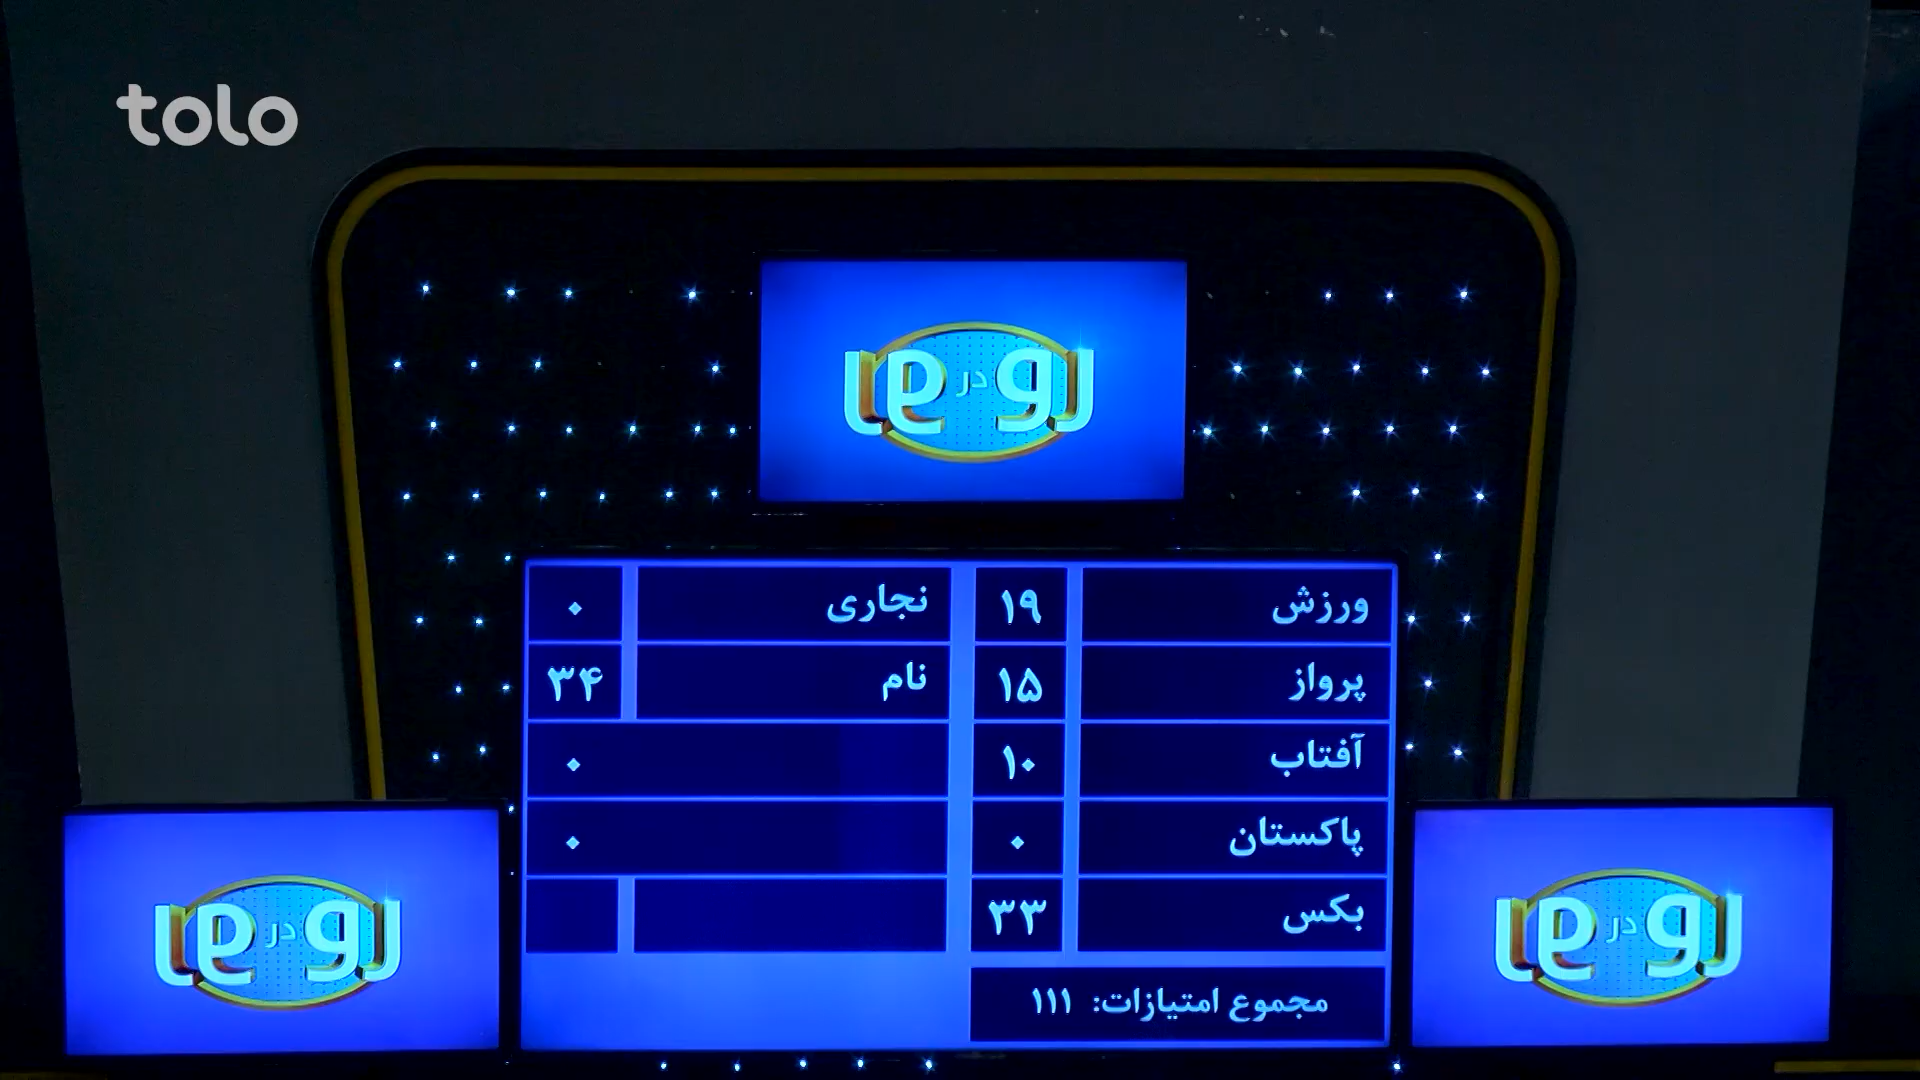 tolo
رو در رو
ورزش ۱۹ نجاری ۰
پرواز ۱۵ نام ۳۴
آفتاب ۱۰ ۰
پاکستان ۰ ۰
بکس ۳۳
مجموع امتیازات: ۱۱۱
رو در رو
رو در رو